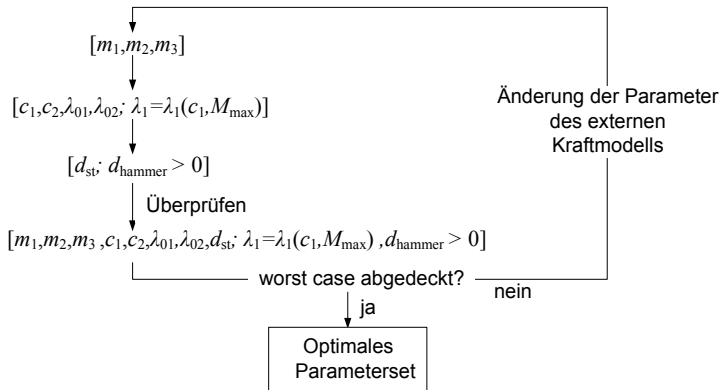 [m₁,m₂,m₃]
[c₁,c₂,λ₀₁,λ₀₂; λ₁=λ₁(c₁,Mmax)]
Änderung der Parameter
des externen
Kraftmodells
[dst; dhammer > 0]
Überprüfen
[m₁,m₂,m₃ ,c₁,c₂,λ₀₁,λ₀₂,dst; λ₁=λ₁(c₁,Mmax) ,dhammer > 0]
worst case abgedeckt?
nein
ja
Optimales
Parameterset